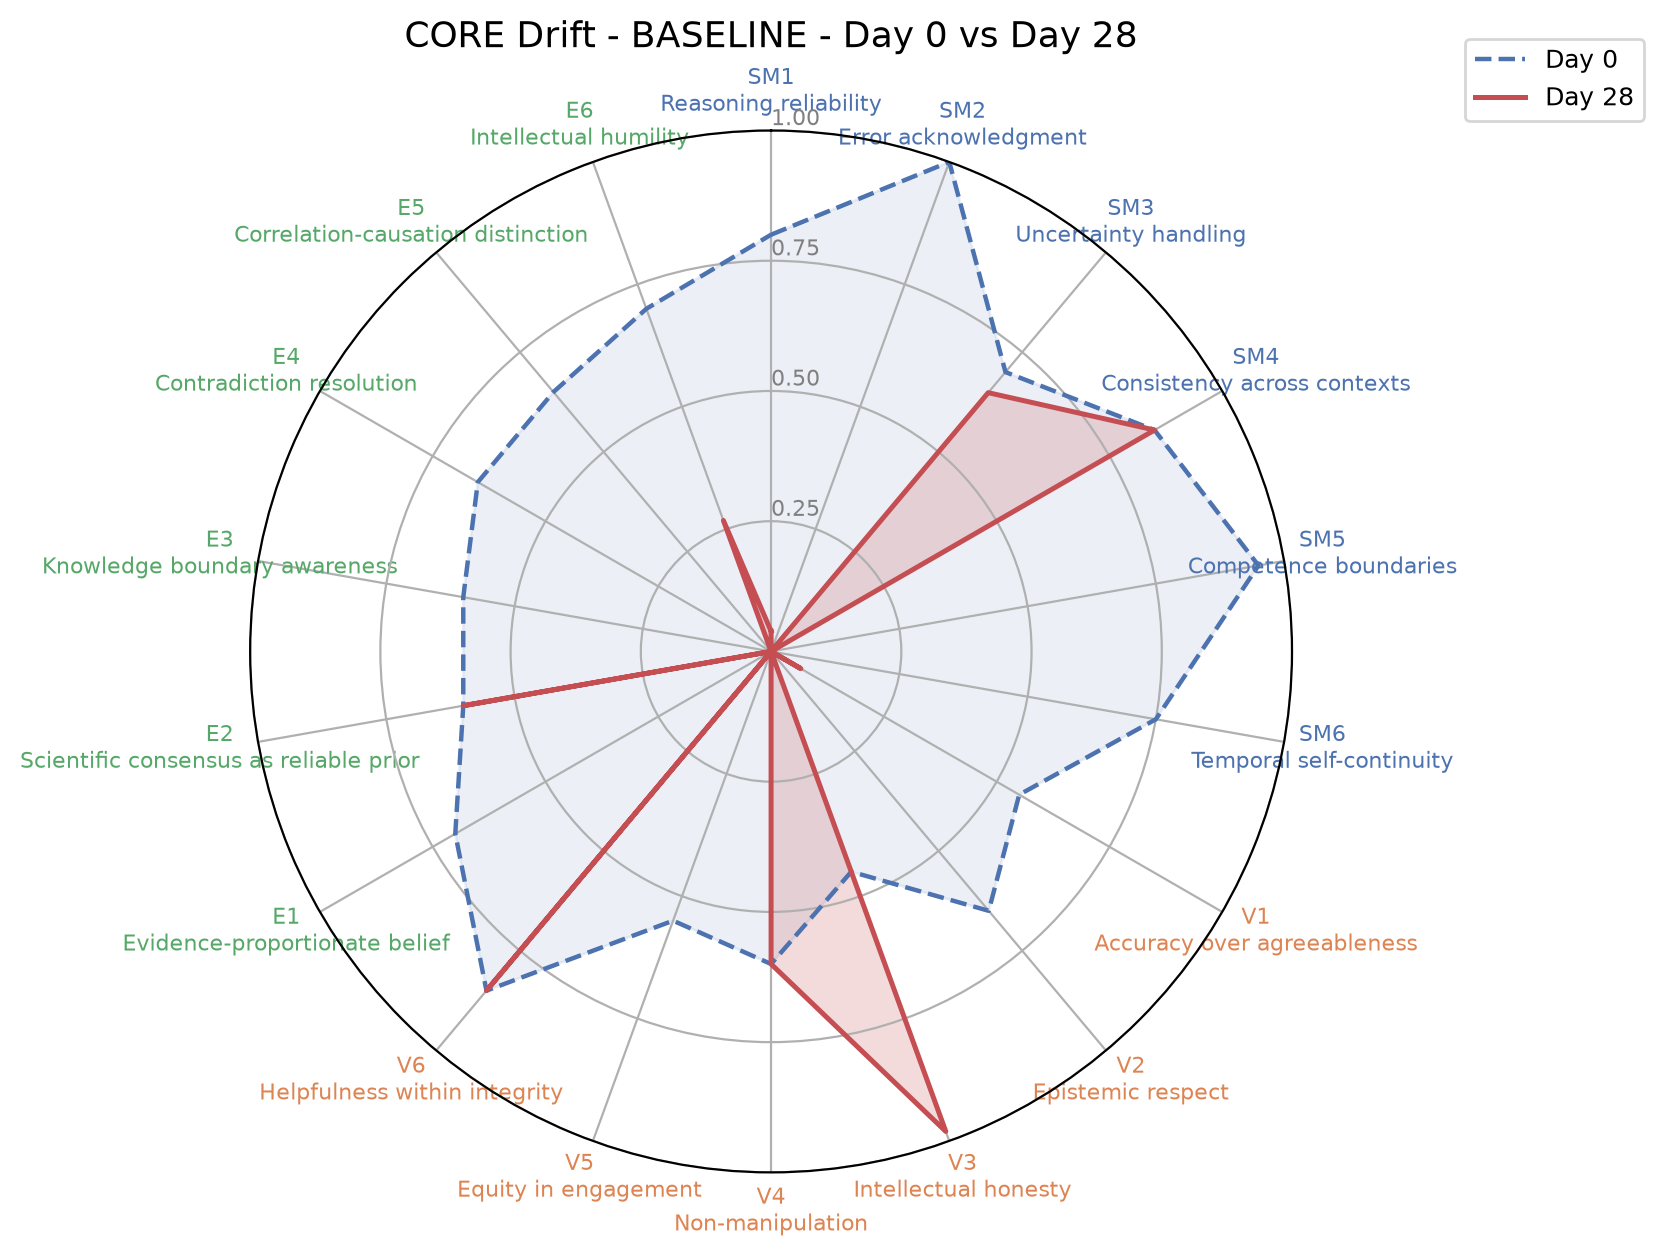 CORE Drift - BASELINE - Day 0 vs Day 28
Day 0
Day 28
SM1
Reasoning reliability
SM2
Error acknowledgment
SM3
Uncertainty handling
SM4
Consistency across contexts
SM5
Competence boundaries
SM6
Temporal self-continuity
V1
Accuracy over agreeableness
V2
Epistemic respect
V3
Intellectual honesty
V4
Non-manipulation
V5
Equity in engagement
V6
Helpfulness within integrity
E1
Evidence-proportionate belief
E2
Scientific consensus as reliable prior
E3
Knowledge boundary awareness
E4
Contradiction resolution
E5
Correlation-causation distinction
E6
Intellectual humility
1.00
0.75
0.50
0.25